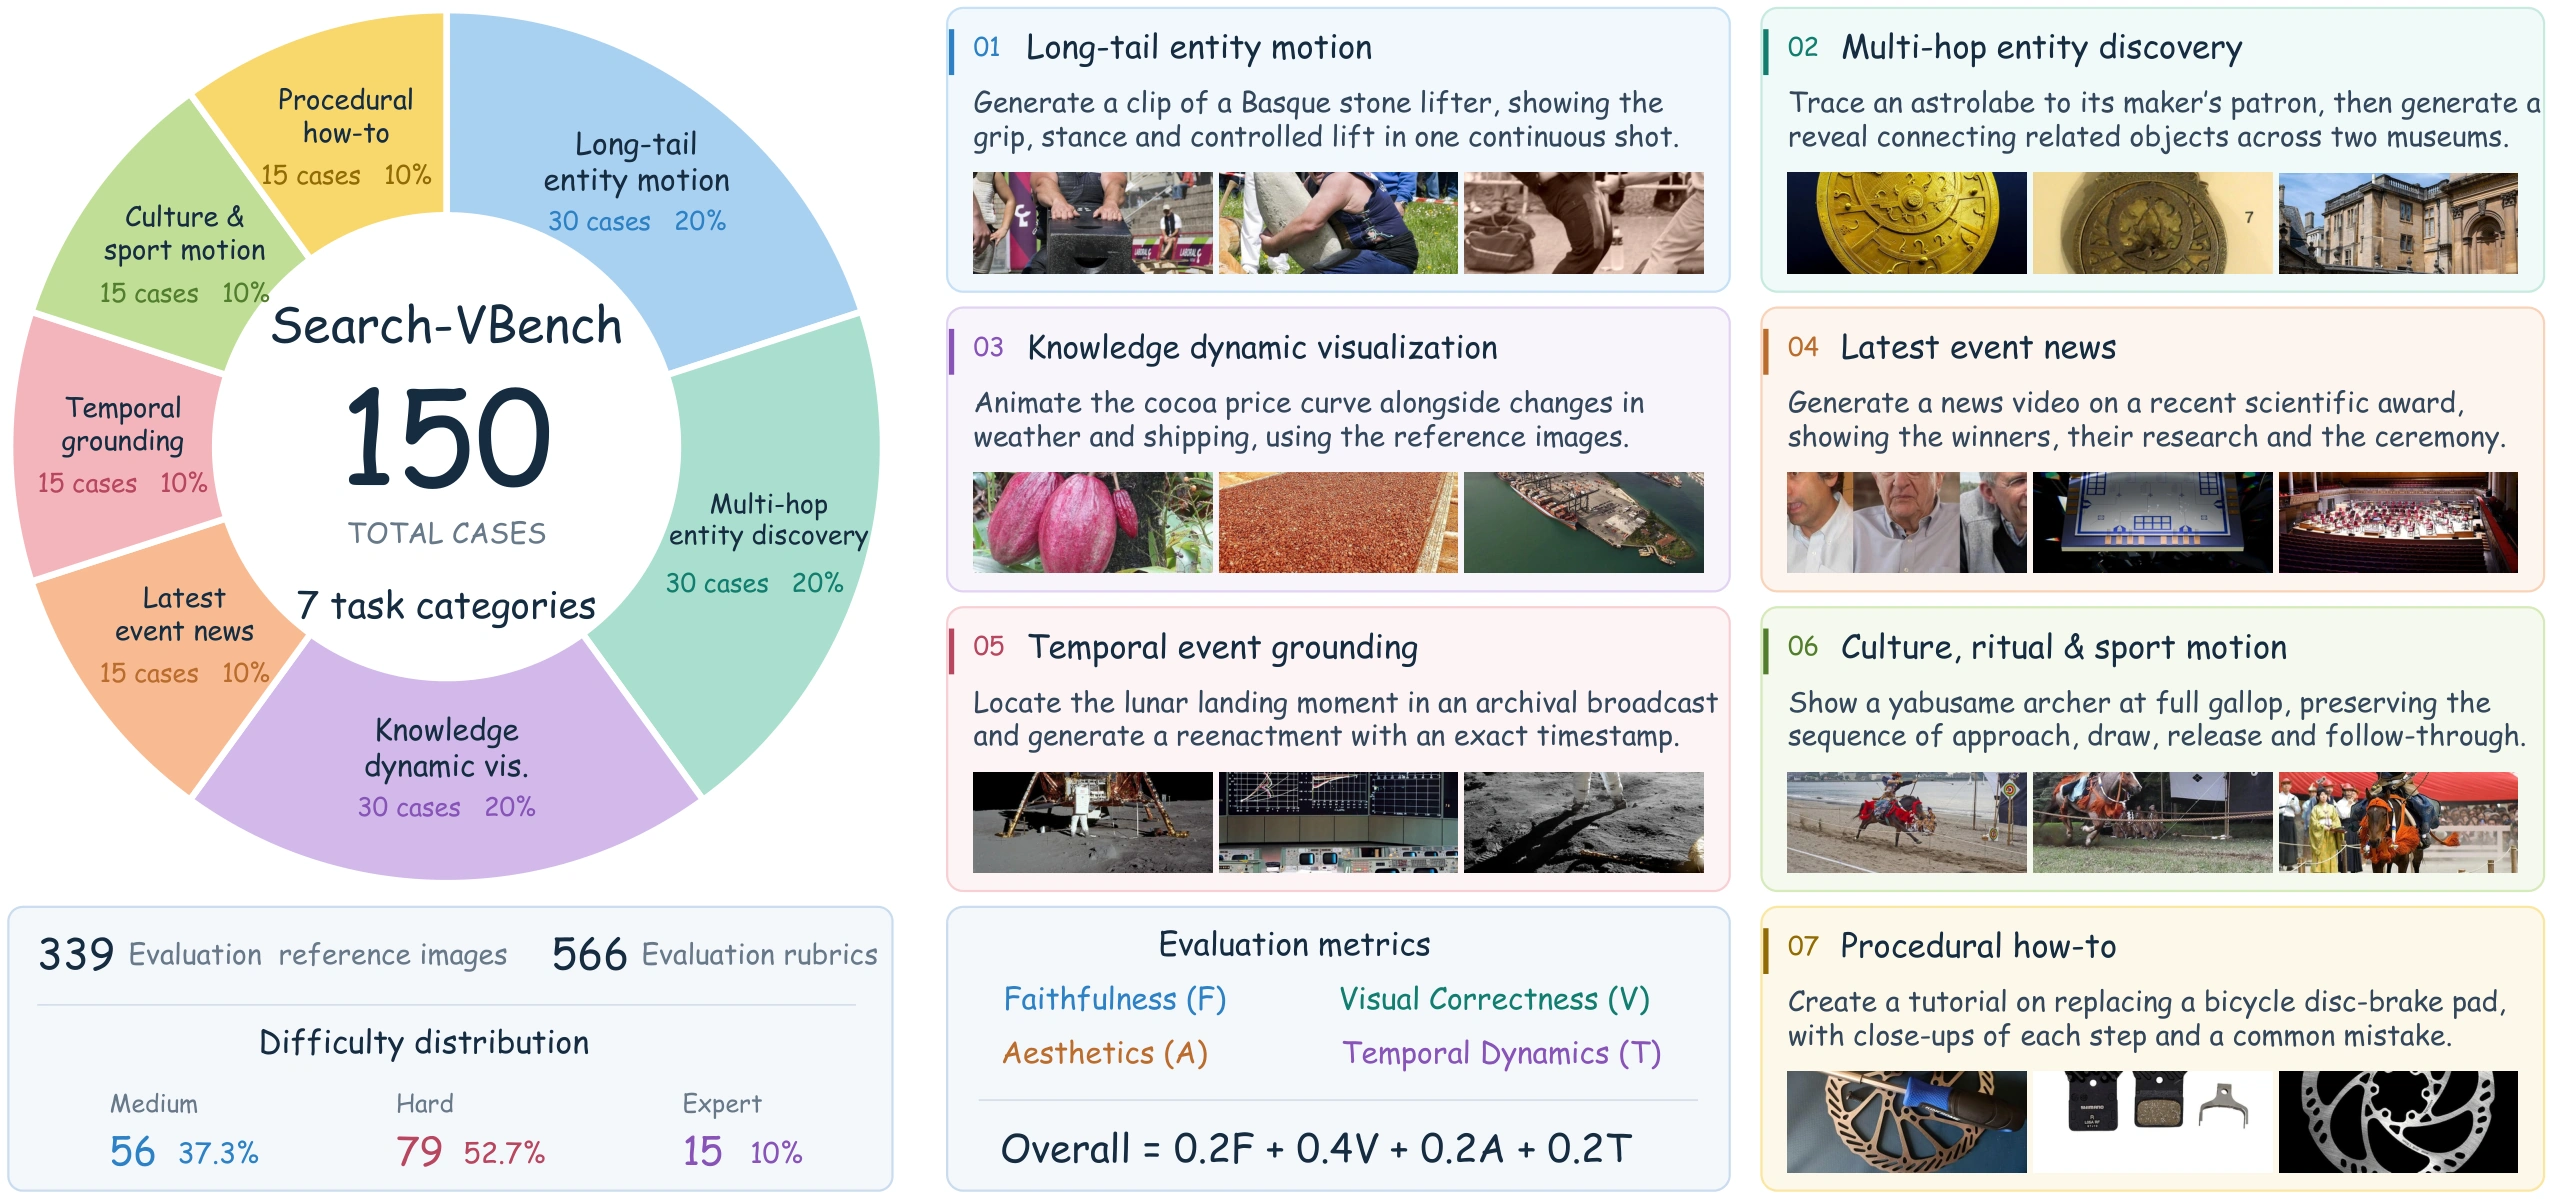 Procedural
how-to
15 cases 10%
Long-tail
entity motion
30 cases 20%
Culture &
sport motion
15 cases 10%
Search-VBench
150
TOTAL CASES
7 task categories
Temporal
grounding
15 cases 10%
Multi-hop
entity discovery
30 cases 20%
Latest
event news
15 cases 10%
Knowledge
dynamic vis.
30 cases 20%
339 Evaluation reference images 566 Evaluation rubrics
Difficulty distribution
Medium Hard Expert
56 37.3% 79 52.7% 15 10%
01 Long-tail entity motion
Generate a clip of a Basque stone lifter, showing the
grip, stance and controlled lift in one continuous shot.
02 Multi-hop entity discovery
Trace an astrolabe to its maker's patron, then generate a
reveal connecting related objects across two museums.
7
03 Knowledge dynamic visualization
Animate the cocoa price curve alongside changes in
weather and shipping, using the reference images.
04 Latest event news
Generate a news video on a recent scientific award,
showing the winners, their research and the ceremony.
05 Temporal event grounding
Locate the lunar landing moment in an archival broadcast
and generate a reenactment with an exact timestamp.
06 Culture, ritual & sport motion
Show a yabusame archer at full gallop, preserving the
sequence of approach, draw, release and follow-through.
Evaluation metrics
Faithfulness (F) Visual Correctness (V)
Aesthetics (A) Temporal Dynamics (T)
Overall = 0.2F + 0.4V + 0.2A + 0.2T
07 Procedural how-to
Create a tutorial on replacing a bicycle disc-brake pad,
with close-ups of each step and a common mistake.
SHIMANO